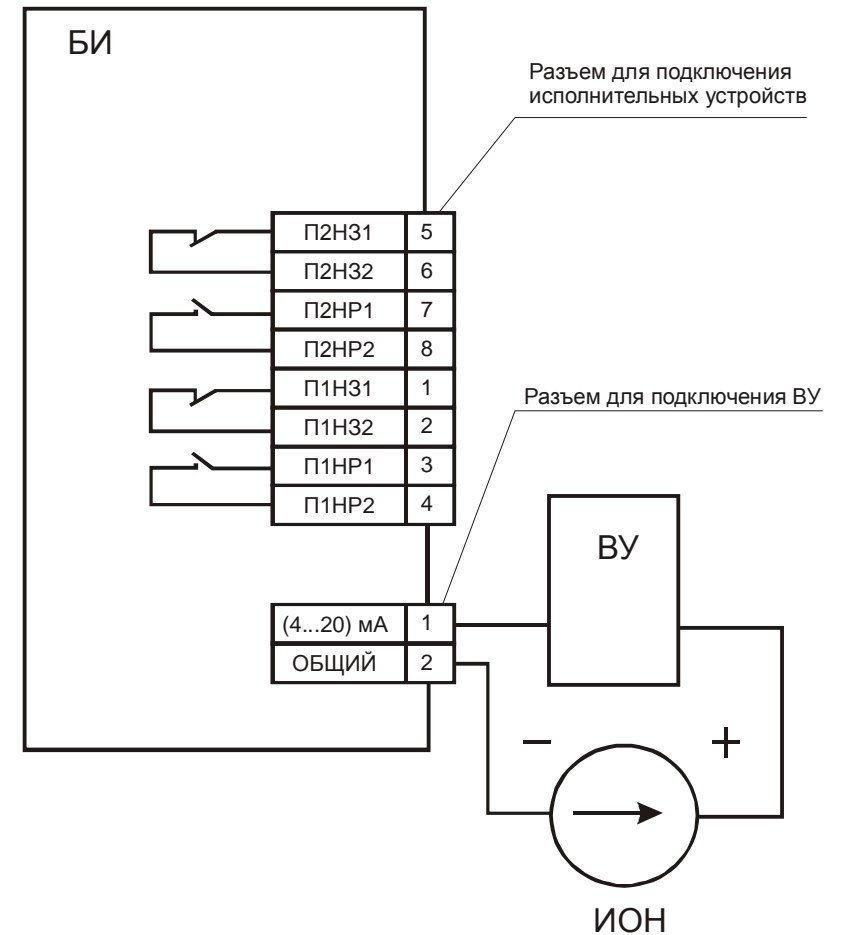 БИ
Разъем для подключения
исполнительных устройств
П2НЗ1 5
П2НЗ2 6
П2НР1 7
П2НР2 8
П1НЗ1 1
П1НЗ2 2
П1НР1 3
П1НР2 4
Разъем для подключения ВУ
ВУ
(4...20) мА 1
ОБЩИЙ 2
− +
ИОН